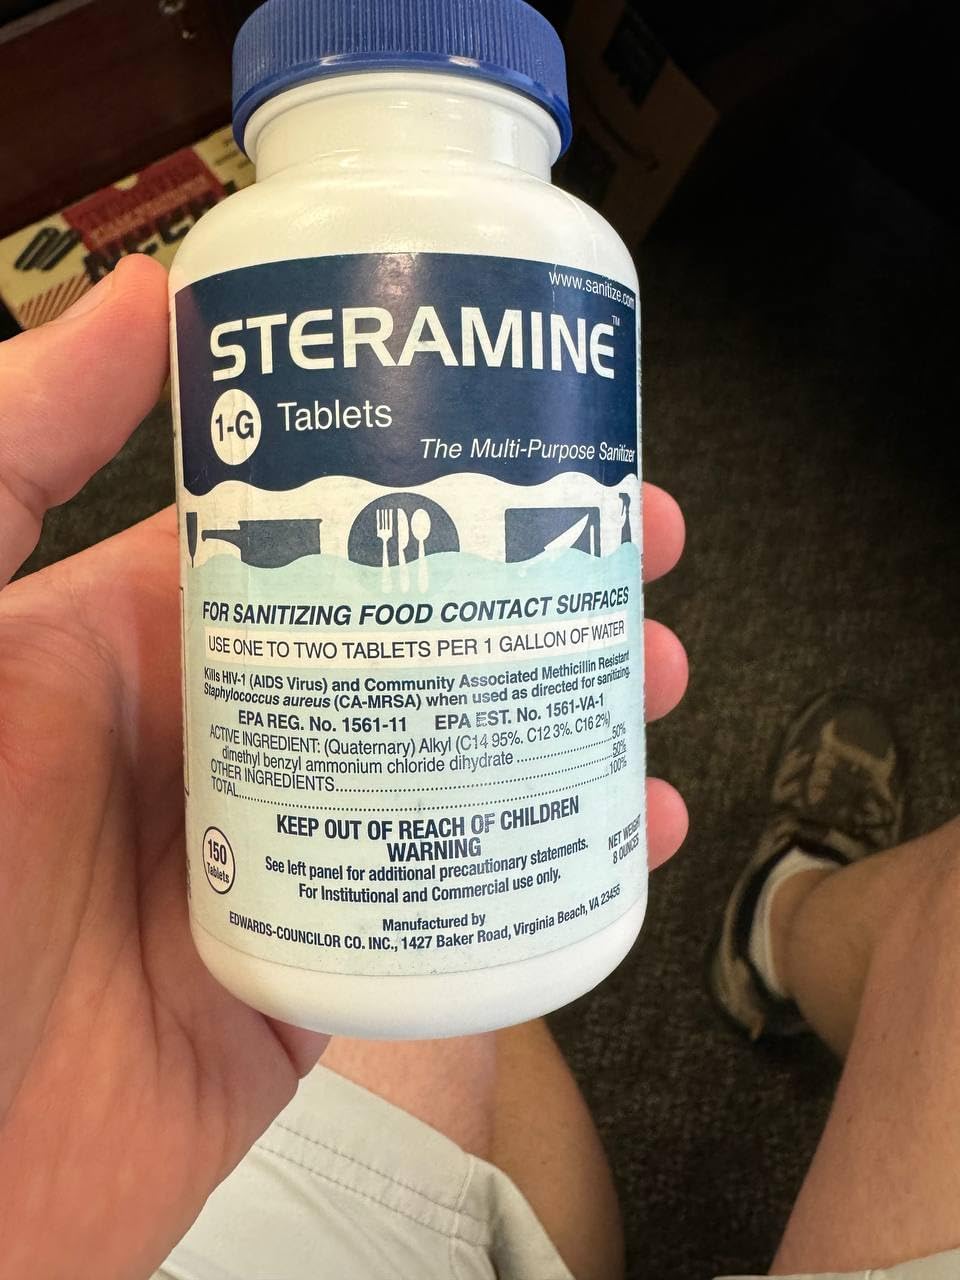 www.sanitize.com
STERAMINE™
1-G Tablets
The Multi-Purpose Sanitizer
FOR SANITIZING FOOD CONTACT SURFACES
USE ONE TO TWO TABLETS PER 1 GALLON OF WATER
Kills HIV-1 (AIDS Virus) and Community Associated Methicillin Resistant
Staphylococcus aureus (CA-MRSA) when used as directed for sanitizing.
EPA REG. No. 1561-11 EPA EST. No. 1561-VA-1
ACTIVE INGREDIENT: (Quaternary) Alkyl (C14 95%. C12 3%. C16 2%)
dimethyl benzyl ammonium chloride dihydrate ....................50%
OTHER INGREDIENTS....................50%
TOTAL....................100%
KEEP OUT OF REACH OF CHILDREN
WARNING
See left panel for additional precautionary statements.
For Institutional and Commercial use only.
150
Tablets
NET WEIGHT
8 OUNCES
Manufactured by
EDWARDS-COUNCILOR CO. INC., 1427 Baker Road, Virginia Beach, VA 23455